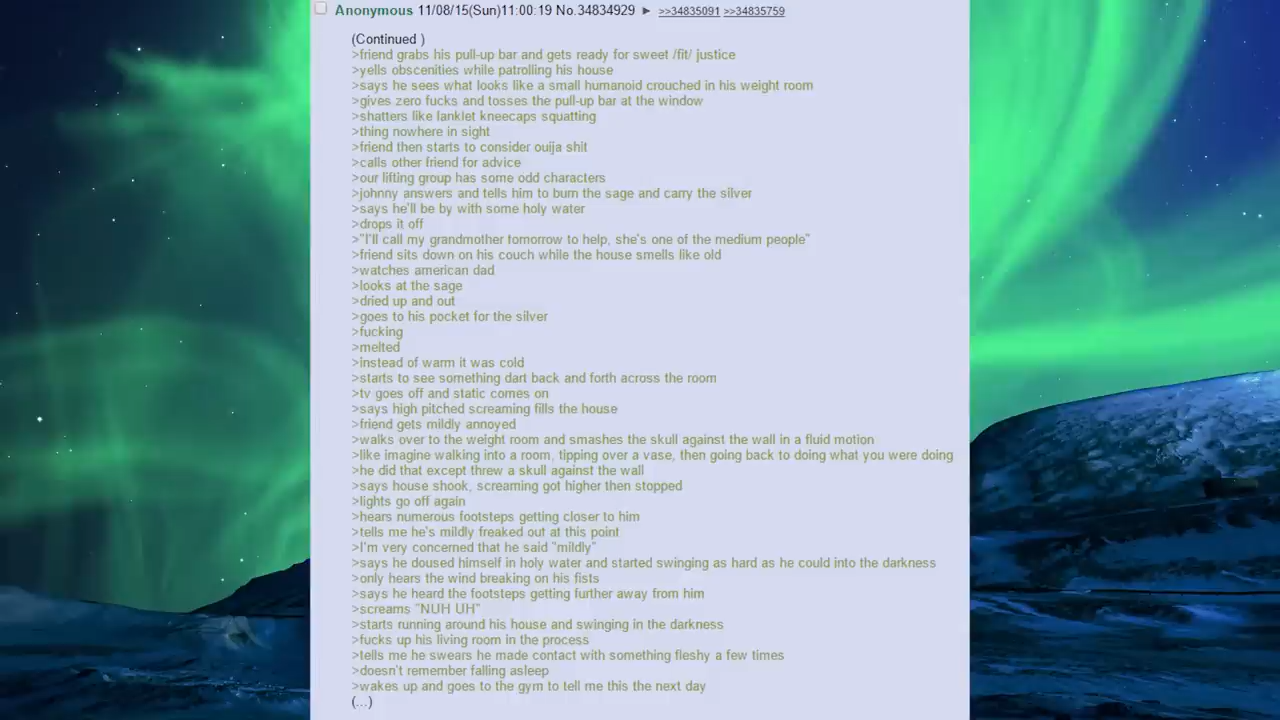 Anonymous 11/08/15(Sun)11:00:19 No.34834929 ► >>34835091 >>34835759
(Continued )
>friend grabs his pull-up bar and gets ready for sweet /fit/ justice
>yells obscenities while patrolling his house
>says he sees what looks like a small humanoid crouched in his weight room
>gives zero fucks and tosses the pull-up bar at the window
>shatters like lanklet kneecaps squatting
>thing nowhere in sight
>friend then starts to consider ouija shit
>calls other friend for advice
>our lifting group has some odd characters
>johnny answers and tells him to burn the sage and carry the silver
>says he'll be by with some holy water
>drops it off
>"I'll call my grandmother tomorrow to help, she's one of the medium people"
>friend sits down on his couch while the house smells like old
>watches american dad
>looks at the sage
>dried up and out
>goes to his pocket for the silver
>fucking
>melted
>instead of warm it was cold
>starts to see something dart back and forth across the room
>tv goes off and static comes on
>says high pitched screaming fills the house
>friend gets mildly annoyed
>walks over to the weight room and smashes the skull against the wall in a fluid motion
>like imagine walking into a room, tipping over a vase, then going back to doing what you were doing
>he did that except threw a skull against the wall
>says house shook, screaming got higher then stopped
>lights go off again
>hears numerous footsteps getting closer to him
>tells me he's mildly freaked out at this point
>I'm very concerned that he said "mildly"
>says he doused himself in holy water and started swinging as hard as he could into the darkness
>only hears the wind breaking on his fists
>says he heard the footsteps getting further away from him
>screams "NUH UH"
>starts running around his house and swinging in the darkness
>fucks up his living room in the process
>tells me he swears he made contact with something fleshy a few times
>doesn't remember falling asleep
>wakes up and goes to the gym to tell me this the next day
(...)